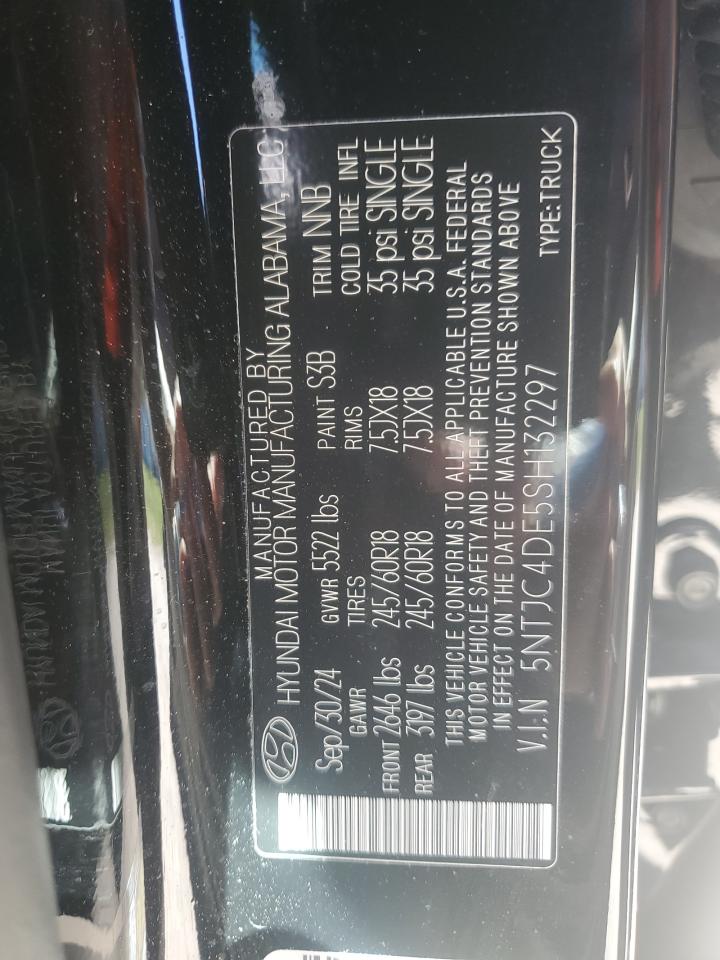 MANUFACTURED BY
HYUNDAI MOTOR MANUFACTURING ALABAMA, LLC
Sep/30/24 GVWR 5522 lbs PAINT S3B TRIM NNB
GAWR TIRES RIMS COLD TIRE INFL
FRONT 2646 lbs 245/60R18 7.5JX18 35 psi SINGLE
REAR 3197 lbs 245/60R18 7.5JX18 35 psi SINGLE
THIS VEHICLE CONFORMS TO ALL APPLICABLE U.S.A. FEDERAL
MOTOR VEHICLE SAFETY AND THEFT PREVENTION STANDARDS
IN EFFECT ON THE DATE OF MANUFACTURE SHOWN ABOVE
V.I.N 5NTJC4DE5SH132297 TYPE:TRUCK